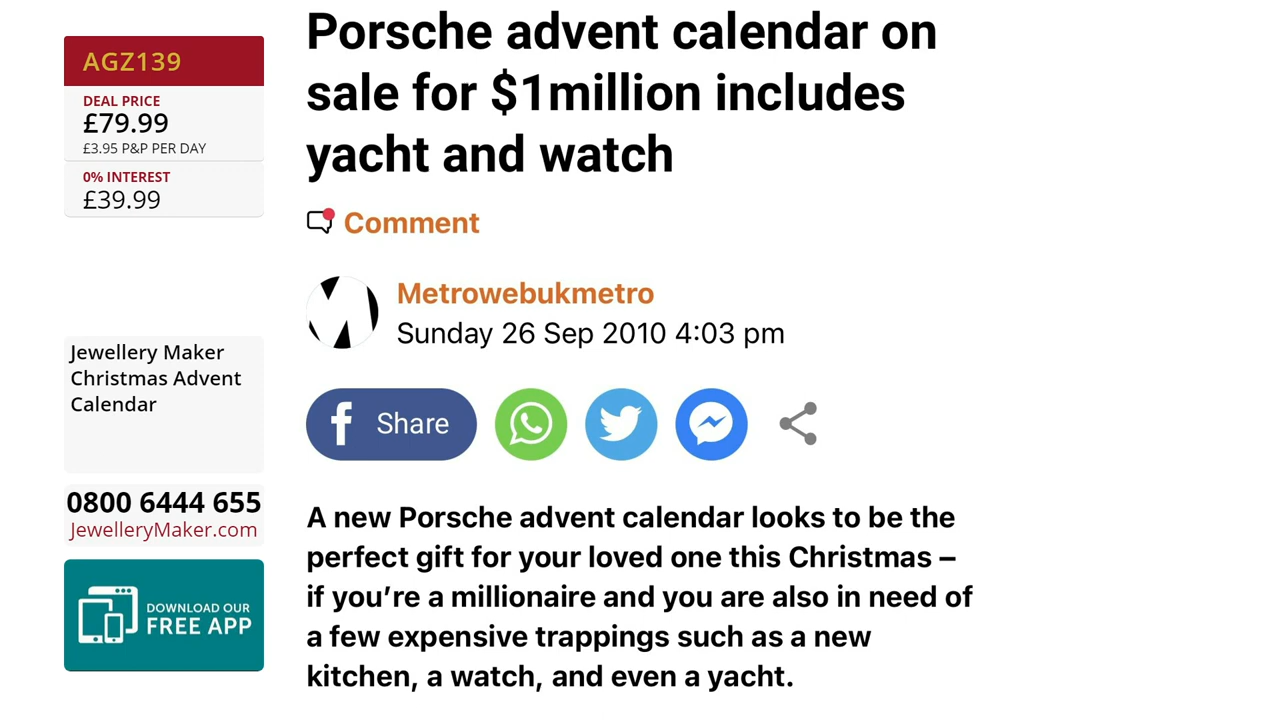 AGZ139
DEAL PRICE
£79.99
£3.95 P&P PER DAY
0% INTEREST
£39.99
Jewellery Maker
Christmas Advent
Calendar
0800 6444 655
JewelleryMaker.com
DOWNLOAD OUR
FREE APP
Porsche advent calendar on
sale for $1million includes
yacht and watch
Comment
Metrowebukmetro
Sunday 26 Sep 2010 4:03 pm
Share
A new Porsche advent calendar looks to be the
perfect gift for your loved one this Christmas –
if you’re a millionaire and you are also in need of
a few expensive trappings such as a new
kitchen, a watch, and even a yacht.